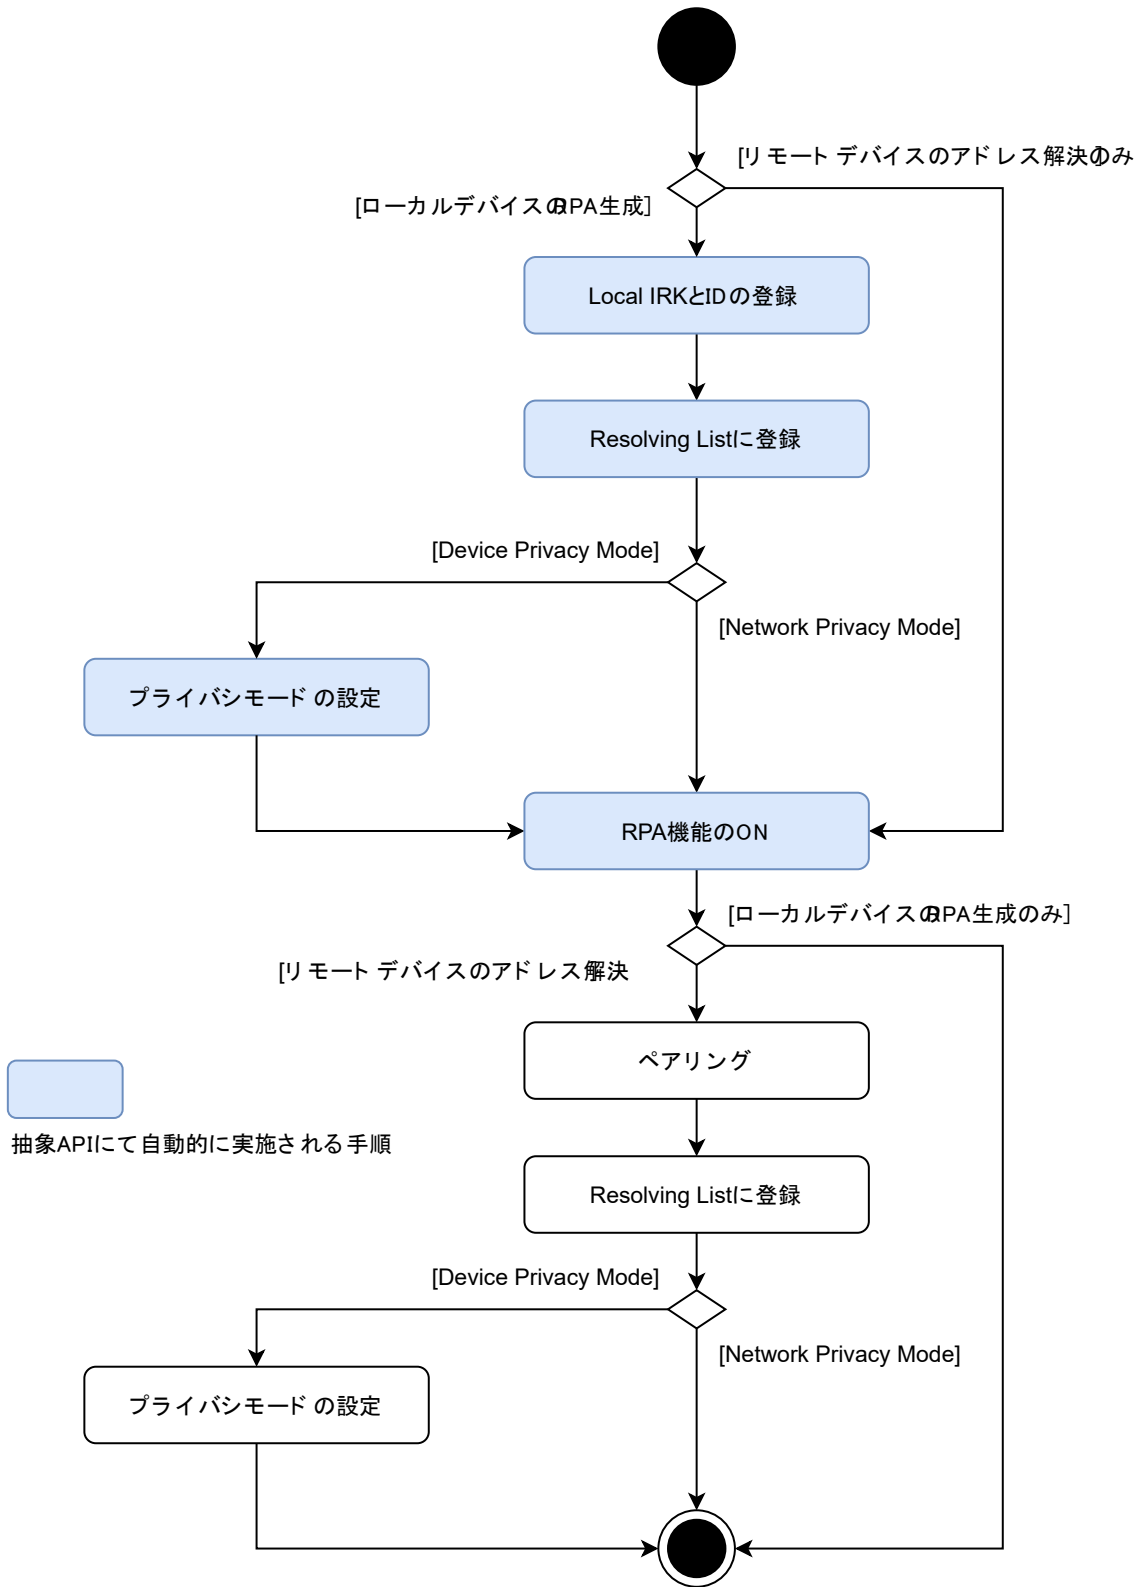 [リモートデバイスのアドレス解決のみ]
[ローカルデバイスのRPA生成]
Local IRKとIDの登録
Resolving Listに登録
[Device Privacy Mode]
[Network Privacy Mode]
プライバシモードの設定
RPA機能のON
[ローカルデバイスのRPA生成のみ]
[リモートデバイスのアドレス解決]
ペアリング
抽象APIにて自動的に実施される手順
Resolving Listに登録
[Device Privacy Mode]
[Network Privacy Mode]
プライバシモードの設定